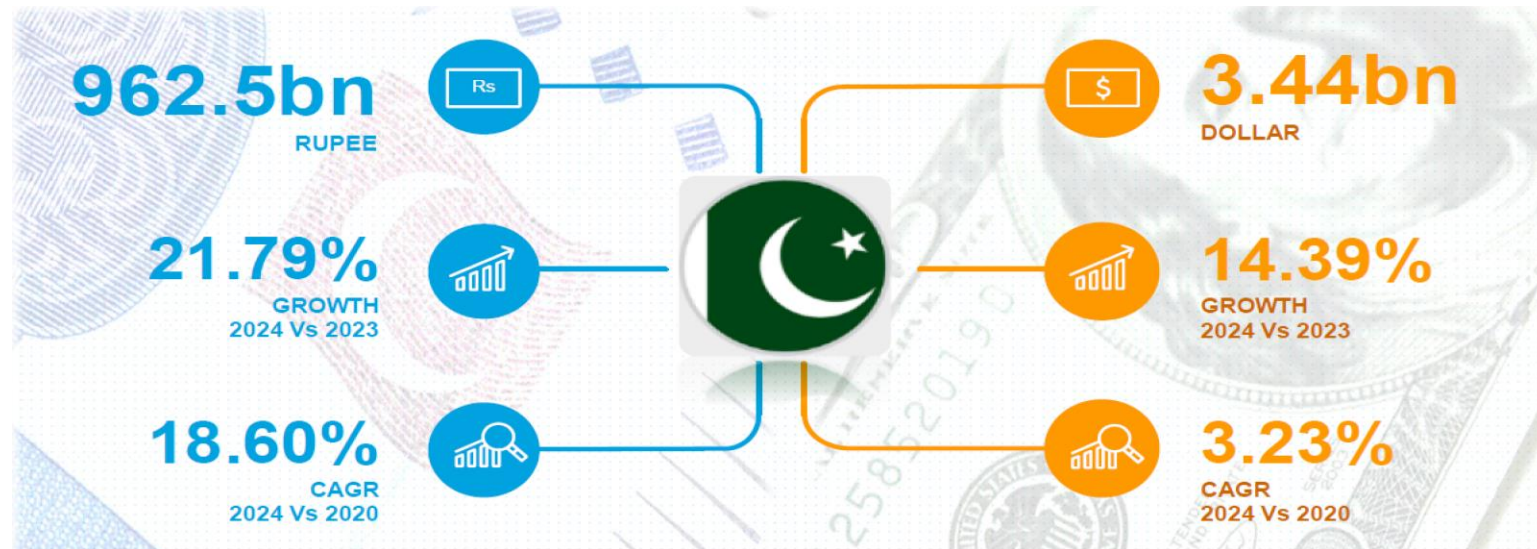 962.5bn
RUPEE
Rs
21.79%
GROWTH
2024 Vs 2023
18.60%
CAGR
2024 Vs 2020
$
3.44bn
DOLLAR
14.39%
GROWTH
2024 Vs 2023
3.23%
CAGR
2024 Vs 2020